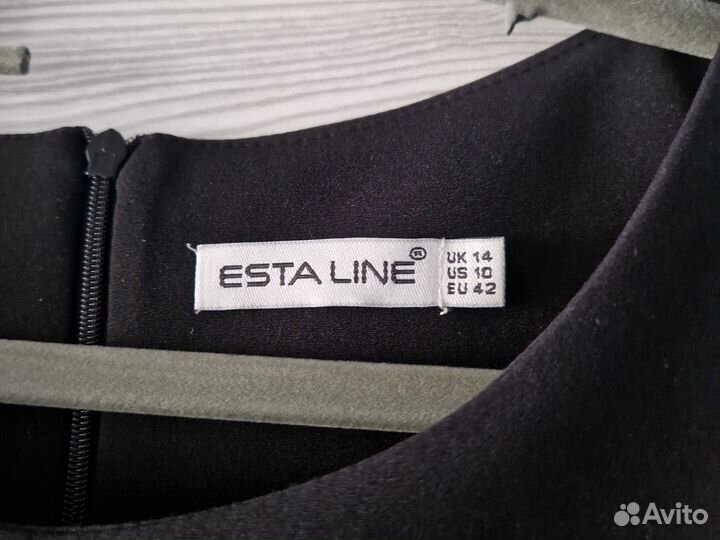 ESTA LINE ®
UK 14
US 10
EU 42
Avito